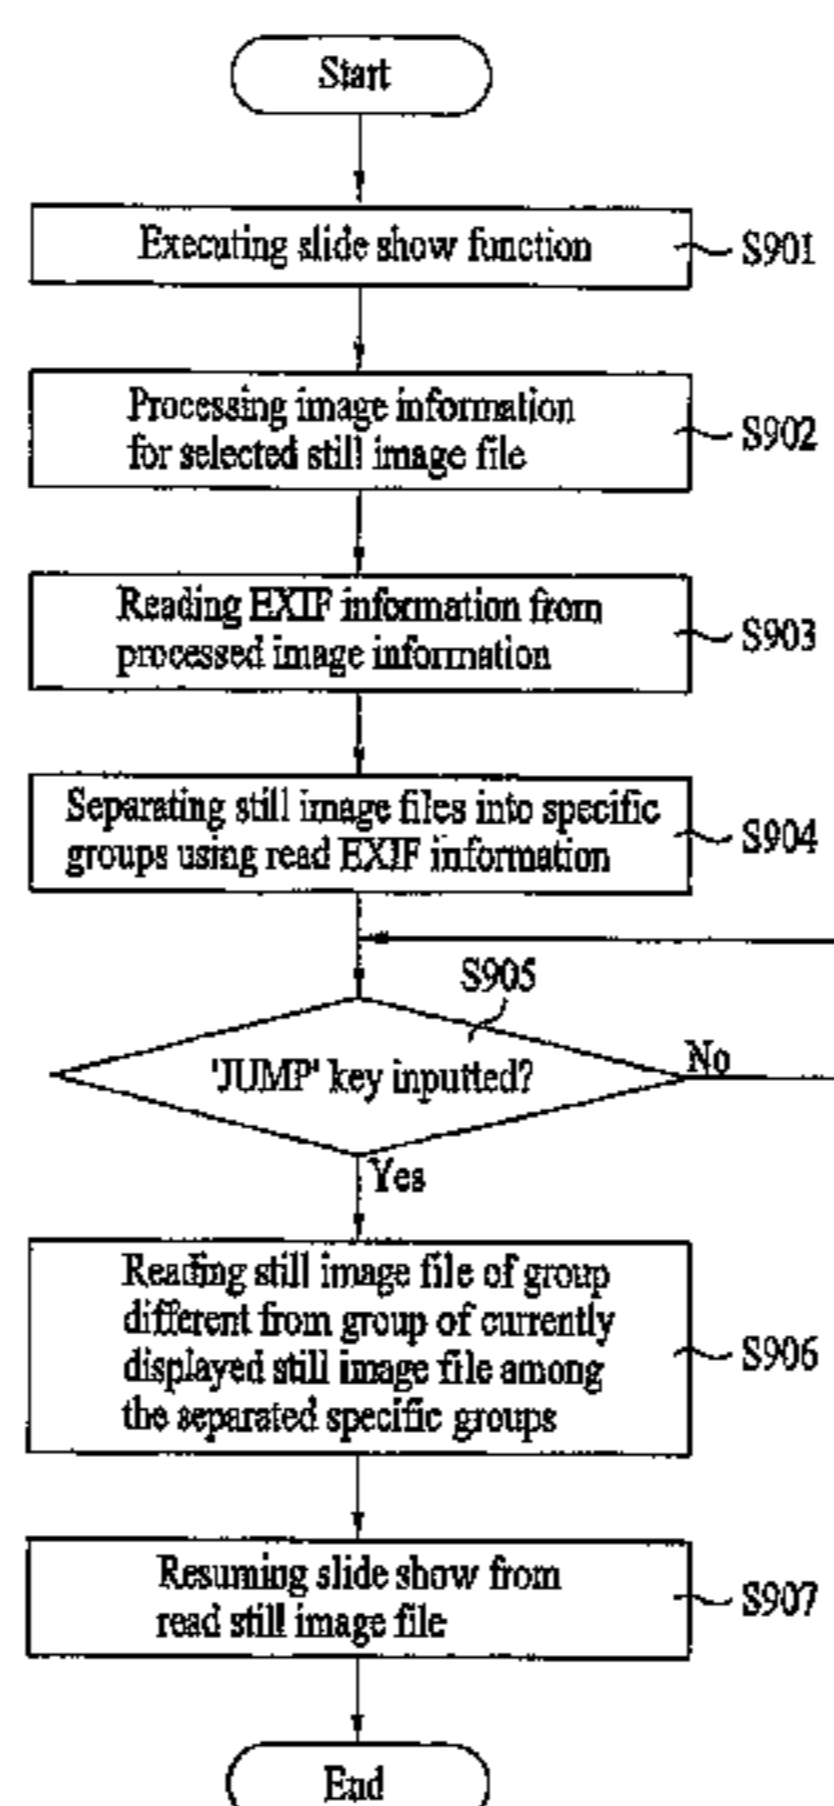 Start
Executing slide show function
S901
Processing image information
for selected still image file
S902
Reading EXIF information from
processed image information
S903
Separating still image files into specific
groups using read EXIF information
S904
S905
'JUMP' key inputted?
No
Yes
Reading still image file of group
different from group of currently
displayed still image file among
the separated specific groups
S906
Resuming slide show from
read still image file
S907
End